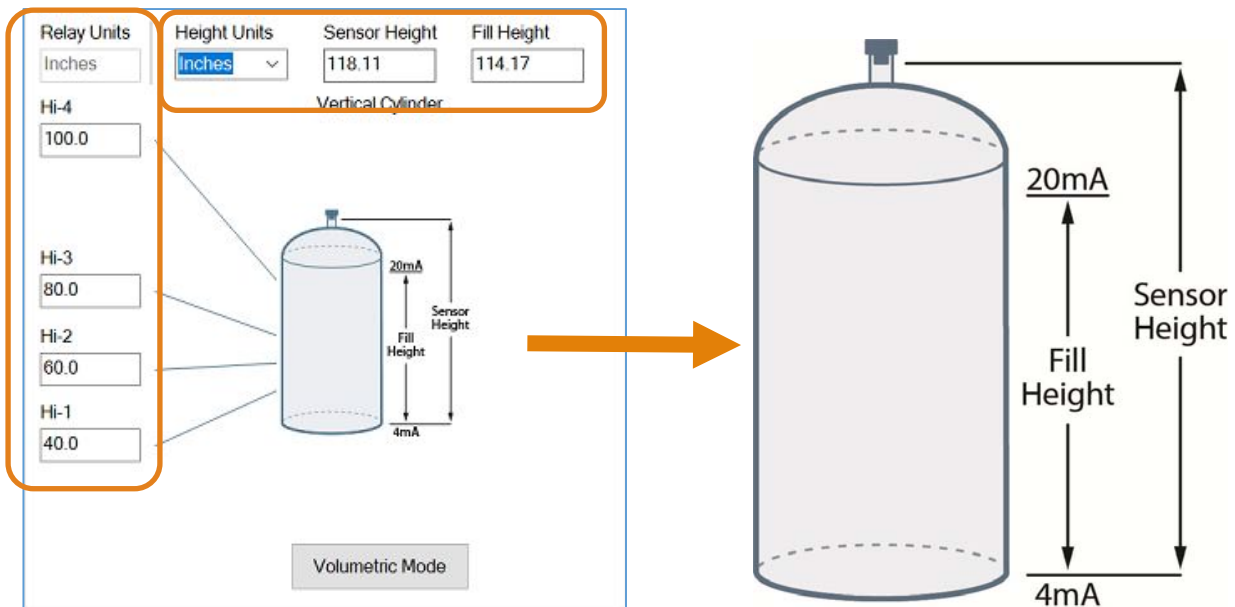 Relay Units
Height Units
Sensor Height
Fill Height
Inches
Inches
118.11
114.17
Vertical Cylinder
Hi-4
100.0
Hi-3
80.0
Hi-2
60.0
Hi-1
40.0
20mA
Sensor
Height
Fill
Height
4mA
Volumetric Mode
20mA
Sensor
Height
Fill
Height
4mA